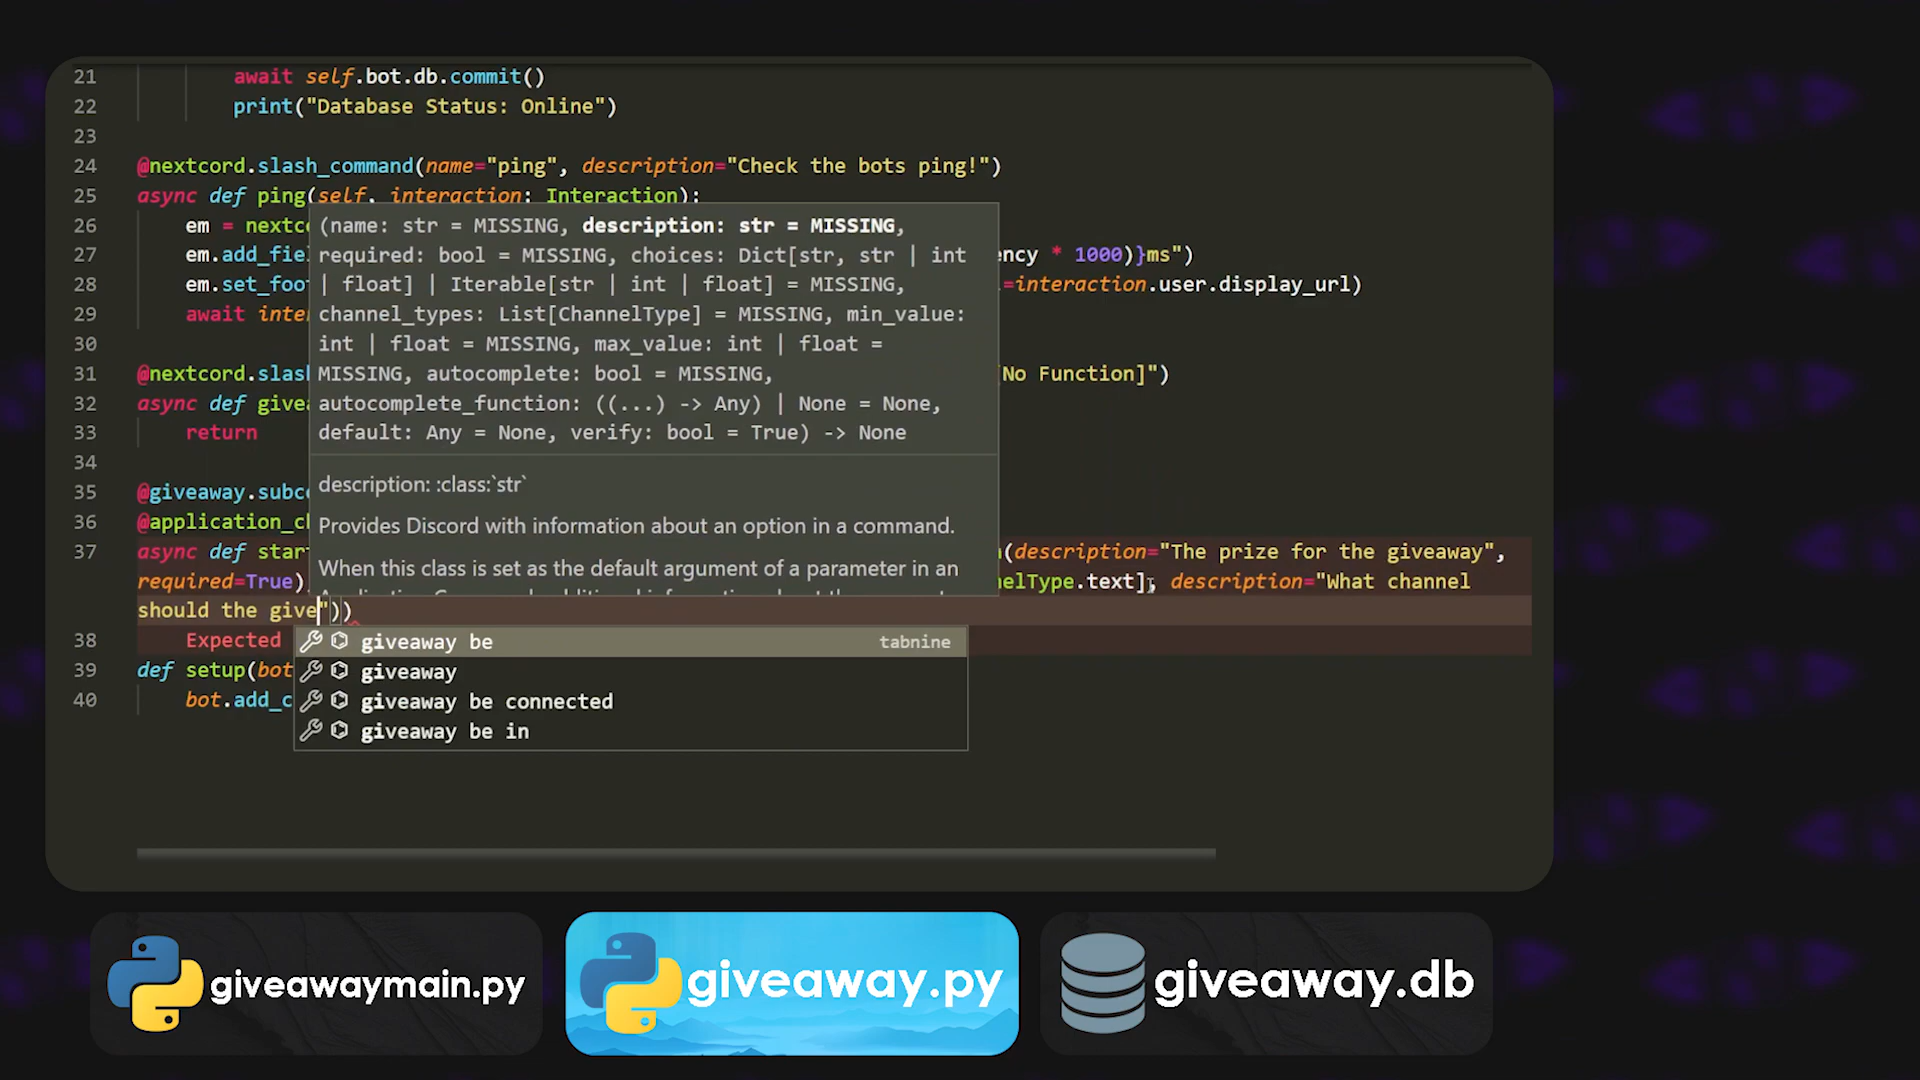 21 await self.bot.db.commit()
22 print("Database Status: Online")
23
24 @nextcord.slash_command(name="ping", description="Check the bots ping!")
25 async def ping(self, interaction: Interaction):
26 em = nextco
(name: str = MISSING, description: str = MISSING,
27 em.add_fie
required: bool = MISSING, choices: Dict[str, str | int
ncy * 1000)}ms")
28 em.set_foot
| float] | Iterable[str | int | float] = MISSING,
=interaction.user.display_url)
29 await inte
channel_types: List[ChannelType] = MISSING, min_value:
30
int | float = MISSING, max_value: int | float =
31 @nextcord.slas
MISSING, autocomplete: bool = MISSING,
[No Function]")
32 async def givea
autocomplete_function: ((...) -> Any) | None = None,
33 return
default: Any = None, verify: bool = True) -> None
34
35 @giveaway.subco
description: :class:`str`
36 @application_c
Provides Discord with information about an option in a command.
37 async def star
(description="The prize for the giveaway",
When this class is set as the default argument of a parameter in an
required=True)
nelType.text], description="What channel
should the give"))
38 Expected
giveaway be tabnine
39 def setup(bot
giveaway
40 bot.add_c
giveaway be connected
giveaway be in
giveawaymain.py
giveaway.py
giveaway.db